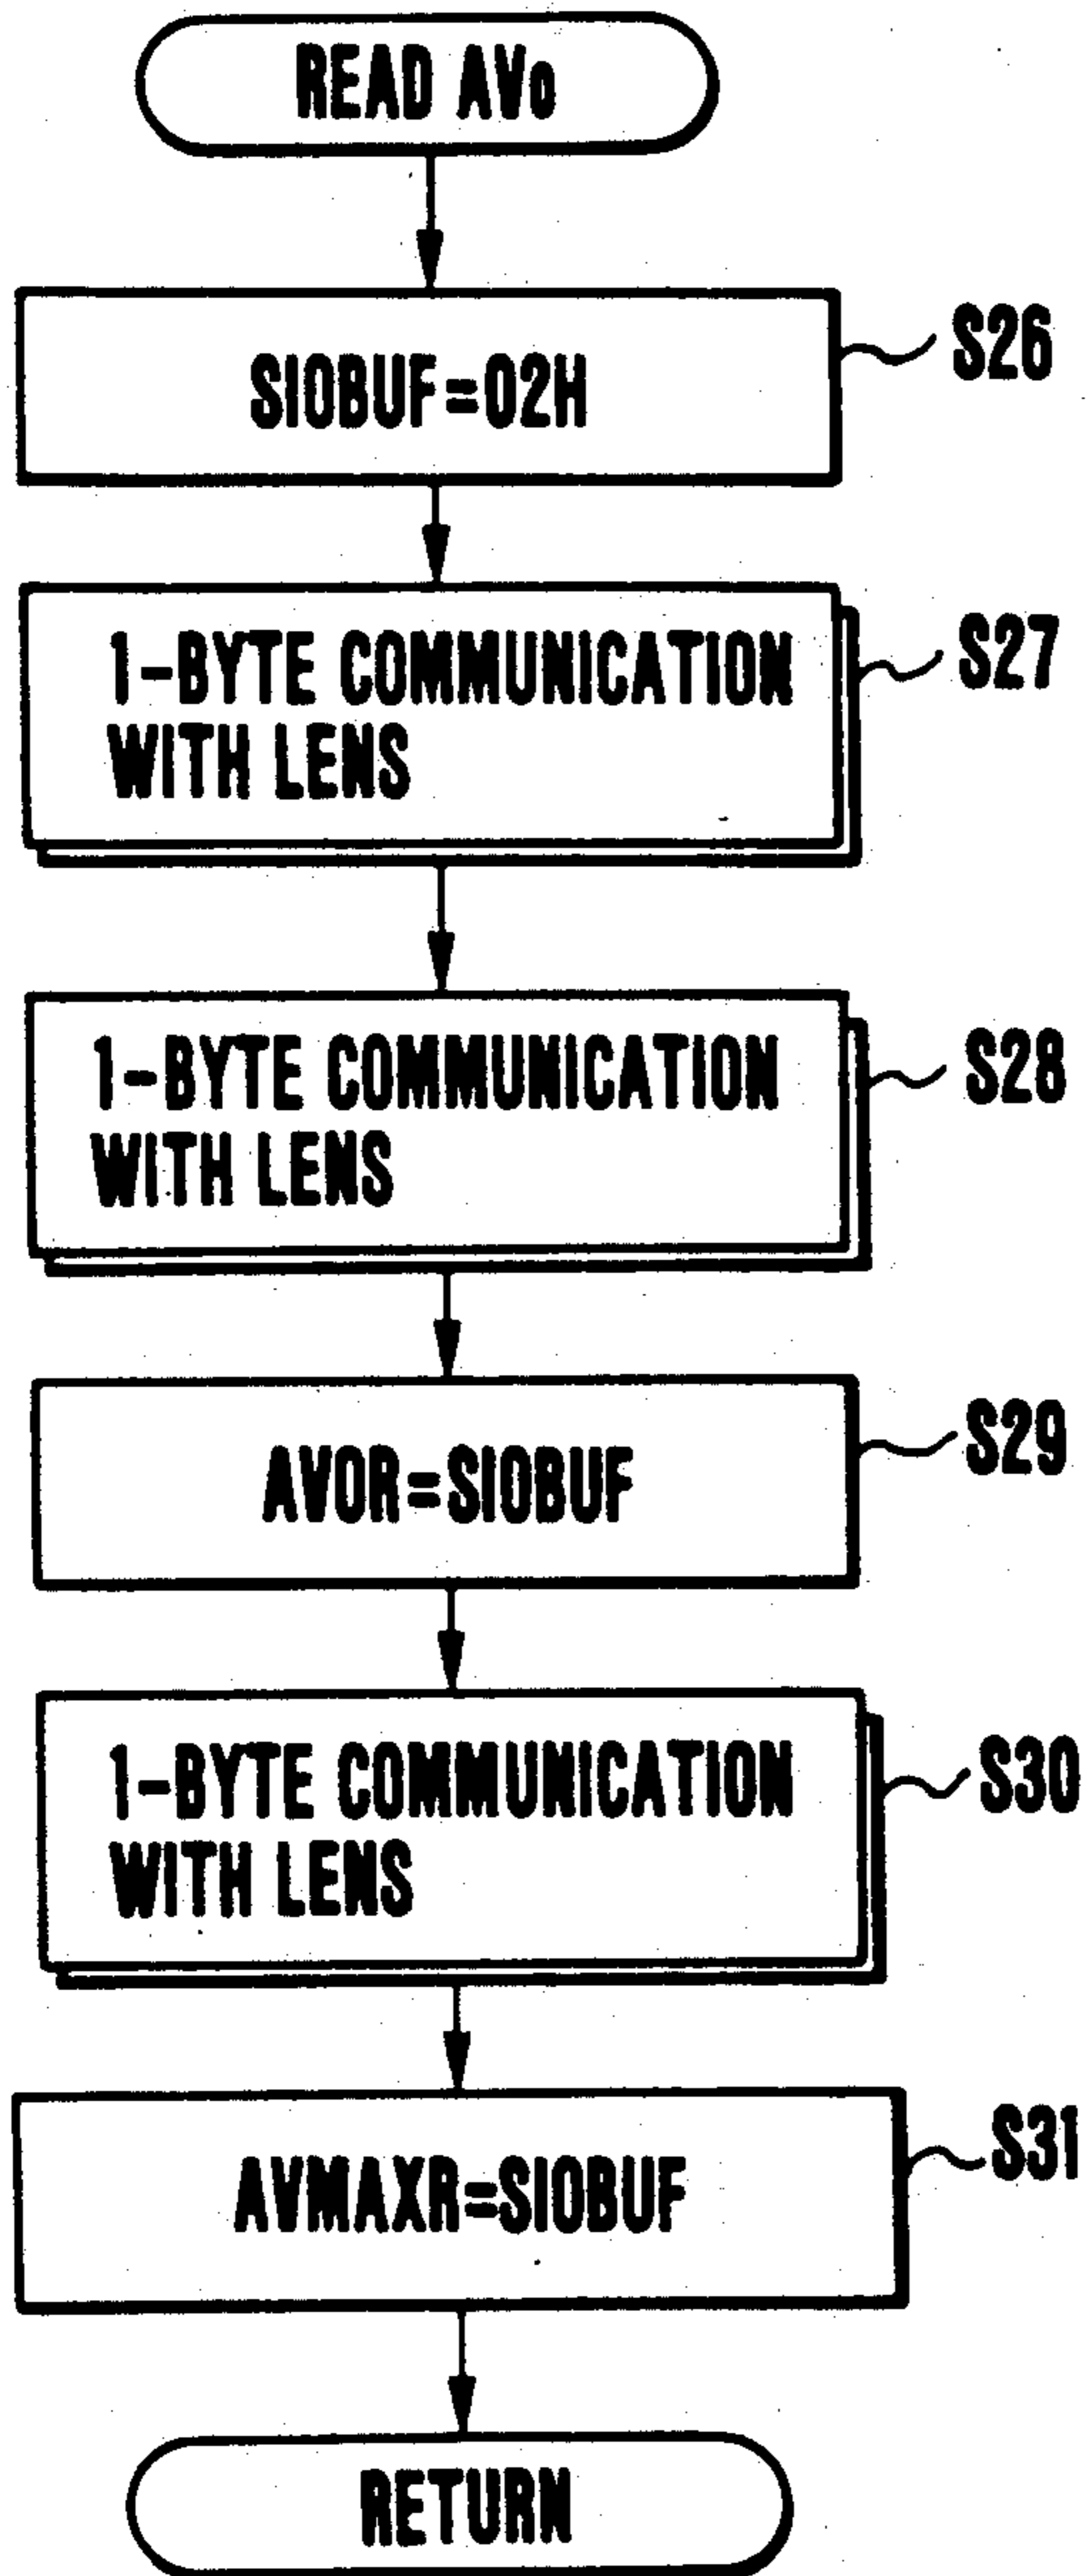 READ AVo
SIOBUF=02H
S26
1-BYTE COMMUNICATION
WITH LENS
S27
1-BYTE COMMUNICATION
WITH LENS
S28
AVOR=SIOBUF
S29
1-BYTE COMMUNICATION
WITH LENS
S30
AVMAXR=SIOBUF
S31
RETURN